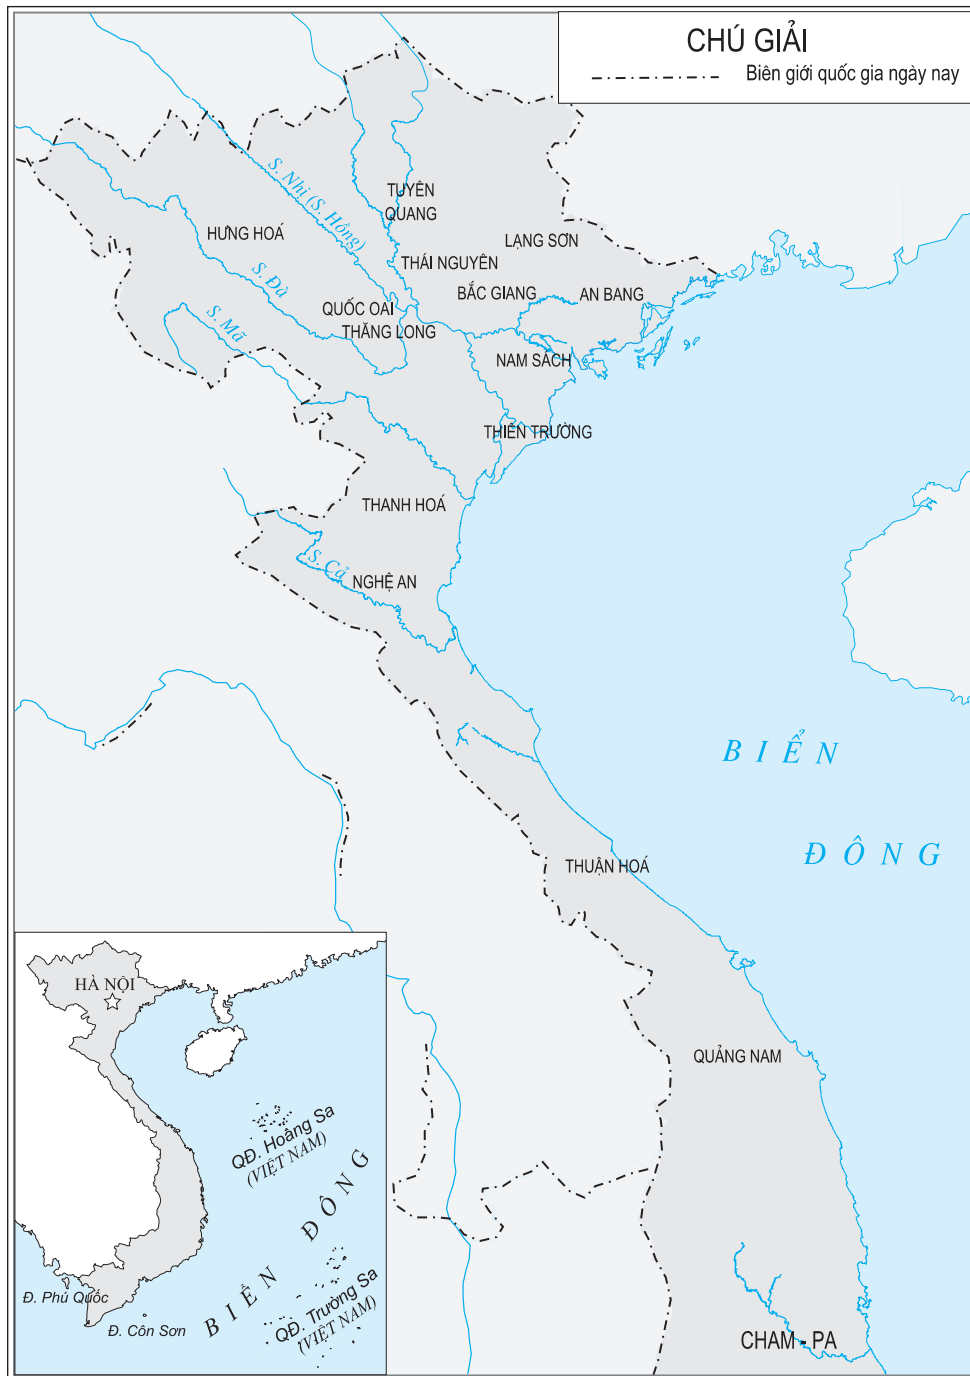 CHÚ GIẢI
Biên giới quốc gia ngày nay
S. Nhị (S. Hồng)
TUYÊN
QUANG
HƯNG HOÁ
LẠNG SƠN
THÁI NGUYÊN
S. Đà
BẮC GIANG
AN BANG
QUỐC OAI
S. Mã
THĂNG LONG
NAM SÁCH
THIÊN TRƯỜNG
THANH HOÁ
S. Cả
NGHỆ AN
BIỂN
ĐÔNG
THUẬN HOÁ
QUẢNG NAM
CHAM - PA
HÀ NỘI
QĐ. Hoàng Sa
(VIỆT NAM)
BIỂN ĐÔNG
QĐ. Trường Sa
(VIỆT NAM)
Đ. Phú Quốc
Đ. Côn Sơn